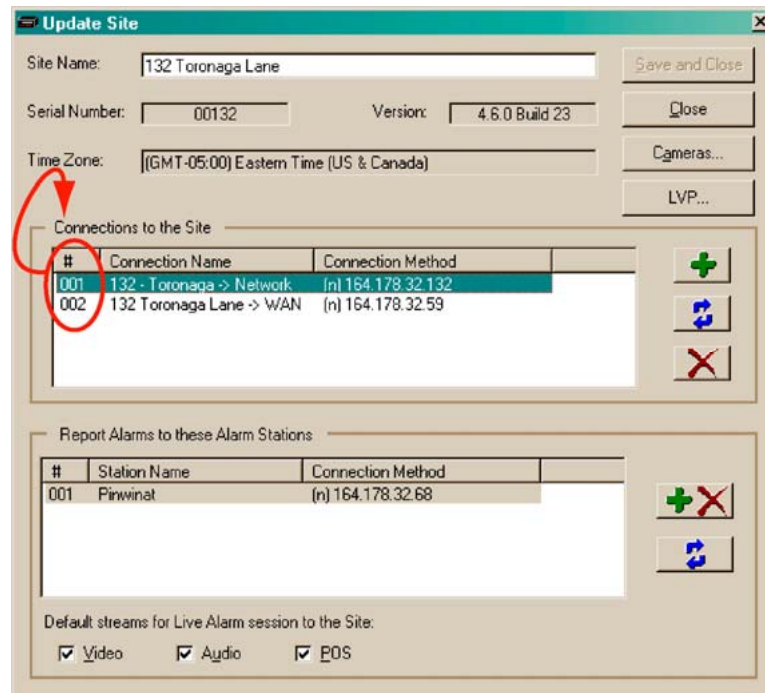 Update Site
Site Name: 132 Toronaga Lane
Save and Close
Serial Number: 00132 Version: 4.6.0 Build 23
Close
Time Zone: (GMT-05:00) Eastern Time (US & Canada)
Cameras...
LVP...
Connections to the Site
# Connection Name Connection Method
001 132 - Toronaga -> Network (n) 164.178.32.132
002 132 Toronaga Lane -> WAN (n) 164.178.32.59
Report Alarms to these Alarm Stations
# Station Name Connection Method
001 Pinwinat (n) 164.178.32.68
Default streams for Live Alarm session to the Site:
Video Audio POS